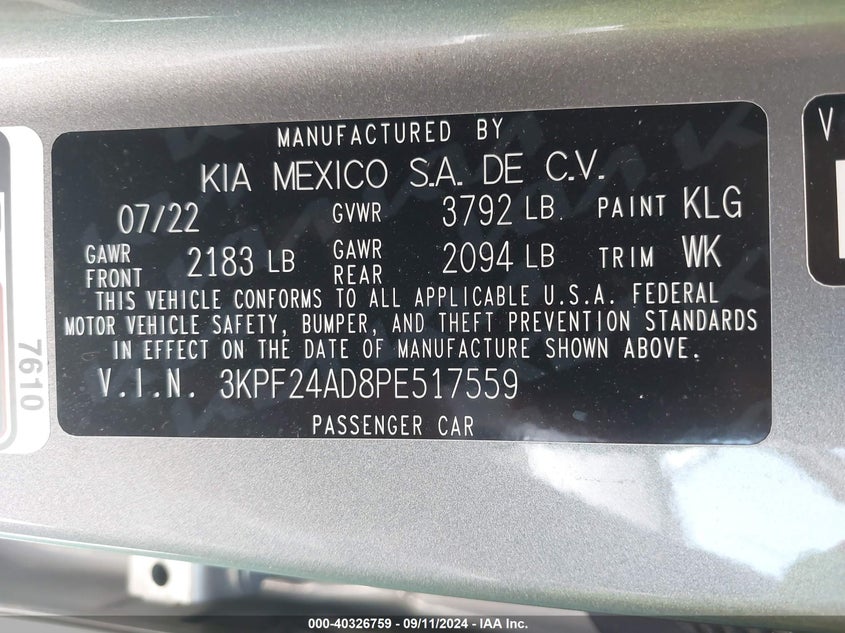 MANUFACTURED BY
KIA MEXICO S.A. DE C.V.
07/22 GVWR 3792 LB PAINT KLG
GAWR FRONT 2183 LB GAWR REAR 2094 LB TRIM WK
THIS VEHICLE CONFORMS TO ALL APPLICABLE U.S.A. FEDERAL
MOTOR VEHICLE SAFETY, BUMPER, AND THEFT PREVENTION STANDARDS
IN EFFECT ON THE DATE OF MANUFACTURE SHOWN ABOVE.
V.I.N. 3KPF24AD8PE517559
PASSENGER CAR
7610
V
000-40326759 - 09/11/2024 - IAA Inc.